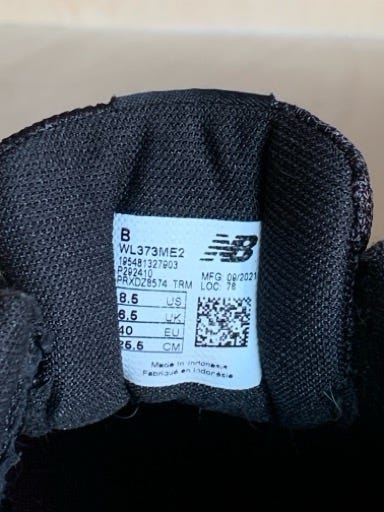 B
WL373ME2
195481327903
P292410
PRXDZ8574 TRM
NB
MFG: 09/2021
LOC: 78
8.5 US
6.5 UK
40 EU
25.5 CM
Made in Indonesia
Fabriqué en Indonésie